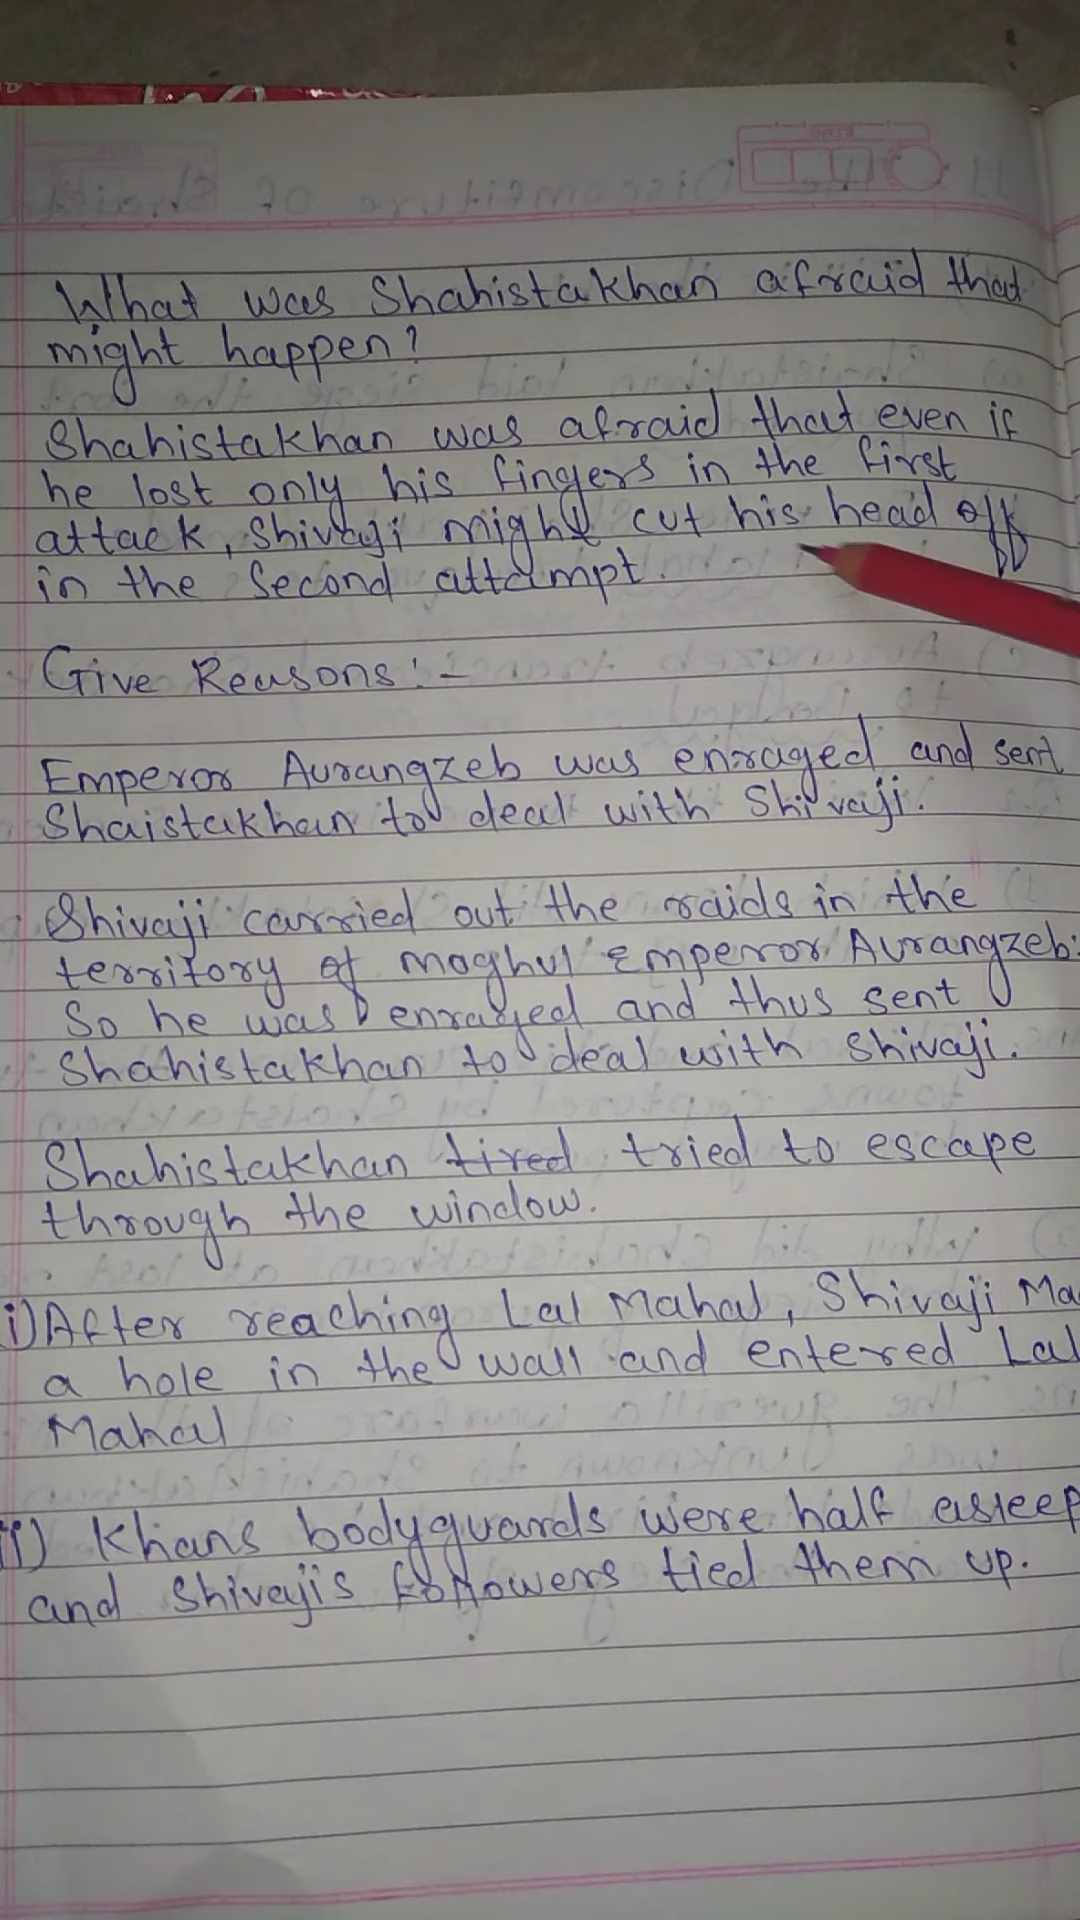 What was Shahistakhan afraid that
might happen?
Shahistakhan was afraid that even if
he lost only his fingers in the first
attack, Shivaji might cut his head off
in the Second attampt.
Give Reasons :-
Emperor Aurangzeb was enraged and sent
Shaistakhan to deal with Shivaji.
Shivaji carried out the raids in the
territory of moghul Emperor Aurangzeb.
So he was enraged and thus sent
Shahistakhan to deal with Shivaji.
Shahistakhan tired tried to escape
through the window.
i) After reaching Lal Mahal, Shivaji Ma
a hole in the wall and entered Lal
Mahal
ii) Khans bodyguards were half asleep
and Shivajis followers tied them up.